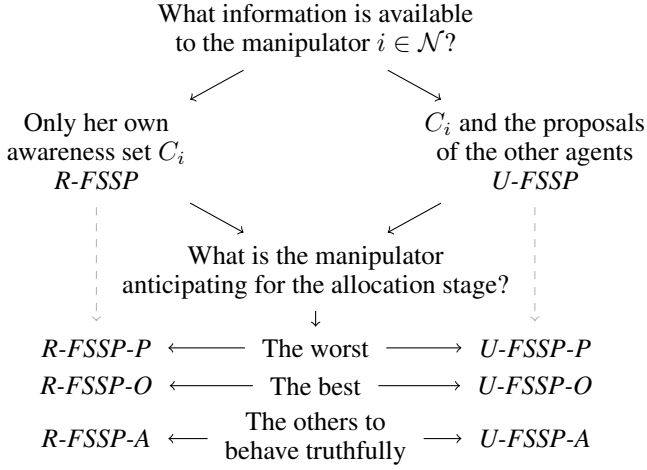 What information is available
to the manipulator i ∈ 𝒩?
Only her own
awareness set C_i
R-FSSP
C_i and the proposals
of the other agents
U-FSSP
What is the manipulator
anticipating for the allocation stage?
R-FSSP-P The worst U-FSSP-P
R-FSSP-O The best U-FSSP-O
The others to
R-FSSP-A behave truthfully U-FSSP-A